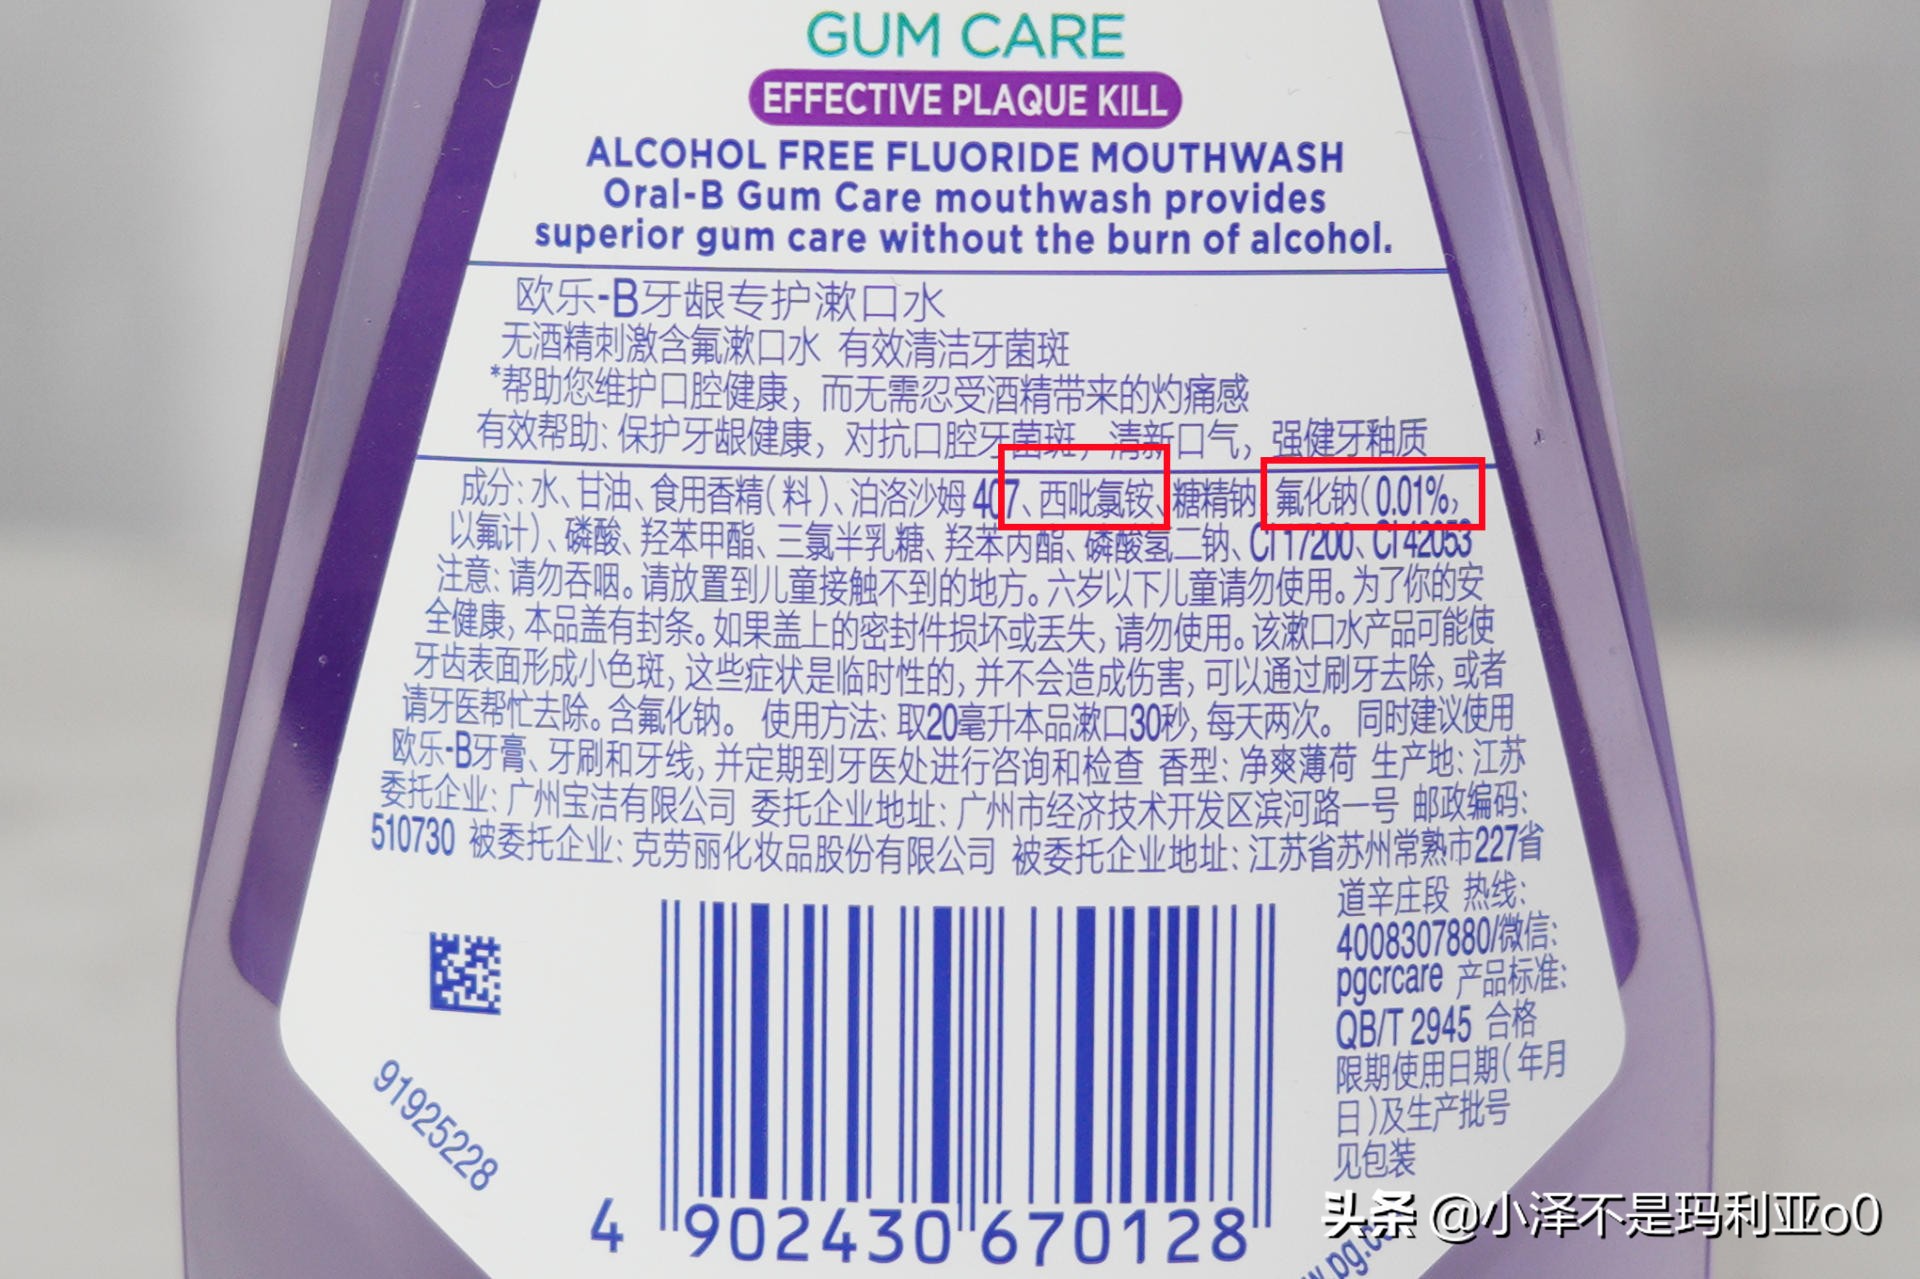 GUM CARE
EFFECTIVE PLAQUE KILL
ALCOHOL FREE FLUORIDE MOUTHWASH
Oral-B Gum Care mouthwash provides
superior gum care without the burn of alcohol.
欧乐-B牙龈专护漱口水
无酒精刺激含氟漱口水 有效清洁牙菌斑
*帮助您维护口腔健康，而无需忍受酒精带来的灼痛感
有效帮助：保护牙龈健康，对抗口腔牙菌斑，清新口气，强健牙釉质
成分：水、甘油、食用香精（料）、泊洛沙姆 407、西吡氯铵、糖精钠、氟化钠（0.01%，
以氟计）、磷酸、羟苯甲酯、三氯半乳糖、羟苯丙酯、磷酸氢二钠、CI 17200、CI 42053
注意：请勿吞咽。请放置到儿童接触不到的地方。六岁以下儿童请勿使用。为了你的安
全健康，本品盖有封条。如果盖上的密封件损坏或丢失，请勿使用。该漱口水产品可能使
牙齿表面形成小色斑，这些症状是临时性的，并不会造成伤害，可以通过刷牙去除，或者
请牙医帮忙去除。含氟化钠。 使用方法：取20毫升本品漱口30秒，每天两次。 同时建议使用
欧乐-B牙膏、牙刷和牙线，并定期到牙医处进行咨询和检查 香型：净爽薄荷 生产地：江苏
委托企业：广州宝洁有限公司 委托企业地址：广州市经济技术开发区滨河路一号 邮政编码：
510730 被委托企业：克劳丽化妆品股份有限公司 被委托企业地址：江苏省苏州常熟市227省
道辛庄段 热线：
4008307880/微信：
pgcrcare 产品标准：
QB/T 2945 合格
限期使用日期（年月
日）及生产批号
见包装
91925228
4 902430 670128
头条 @小泽不是玛利亚o0